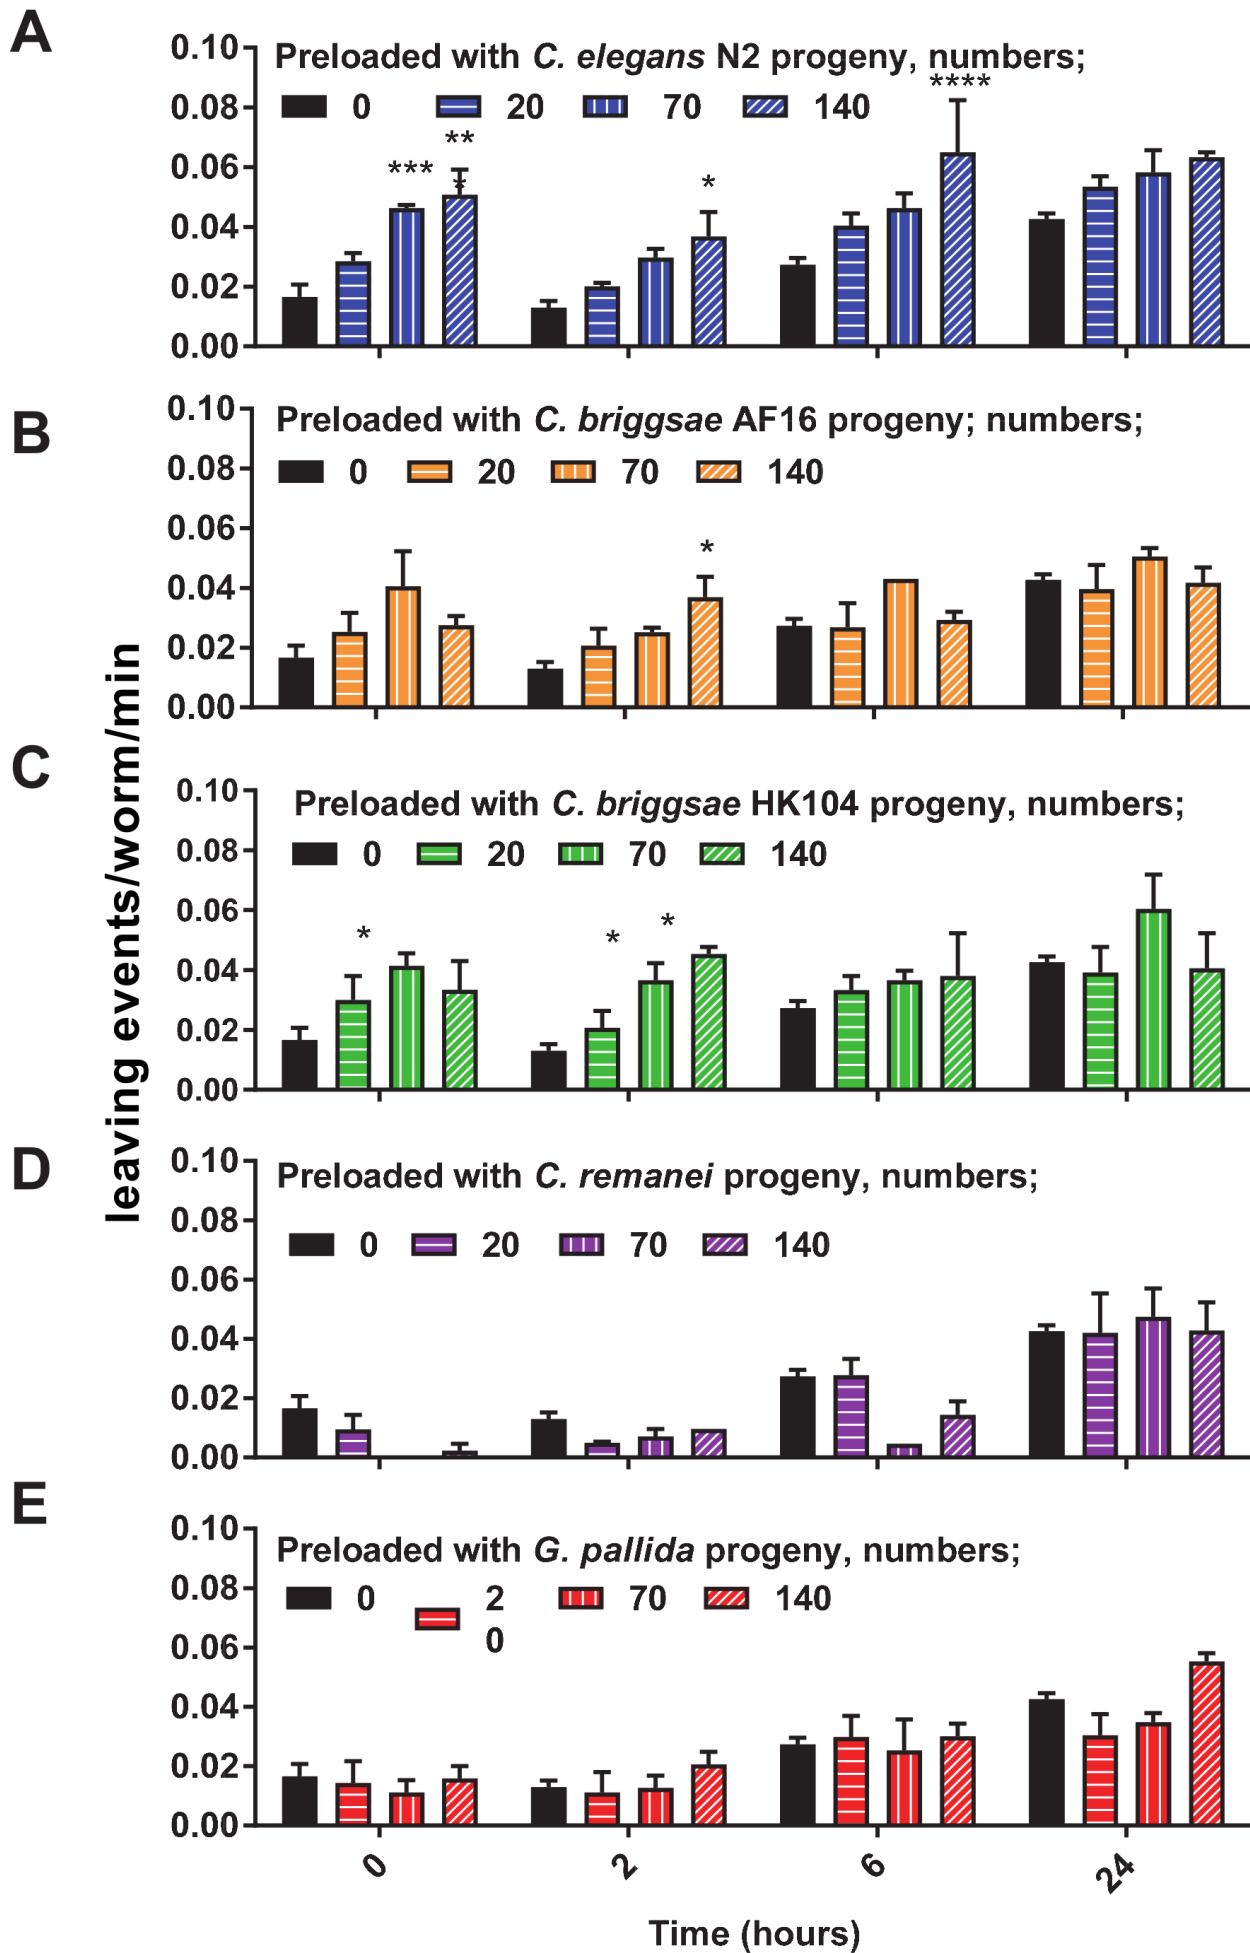 A
0.10
Preloaded with C. elegans N2 progeny, numbers;
****
0.08
0 20 70 140
**
0.06
***
*
*
0.04
0.02
0.00
B
0.10
Preloaded with C. briggsae AF16 progeny; numbers;
0.08
0 20 70 140
0.06
*
0.04
0.02
0.00
leaving events/worm/min
C
0.10
Preloaded with C. briggsae HK104 progeny, numbers;
0.08
0 20 70 140
0.06
* * *
0.04
0.02
0.00
D
0.10
Preloaded with C. remanei progeny, numbers;
0.08
0 20 70 140
0.06
0.04
0.02
0.00
E
0.10
Preloaded with G. pallida progeny, numbers;
0.08
0 2 70 140
0
0.06
0.04
0.02
0.00
0 2 6 24
Time (hours)